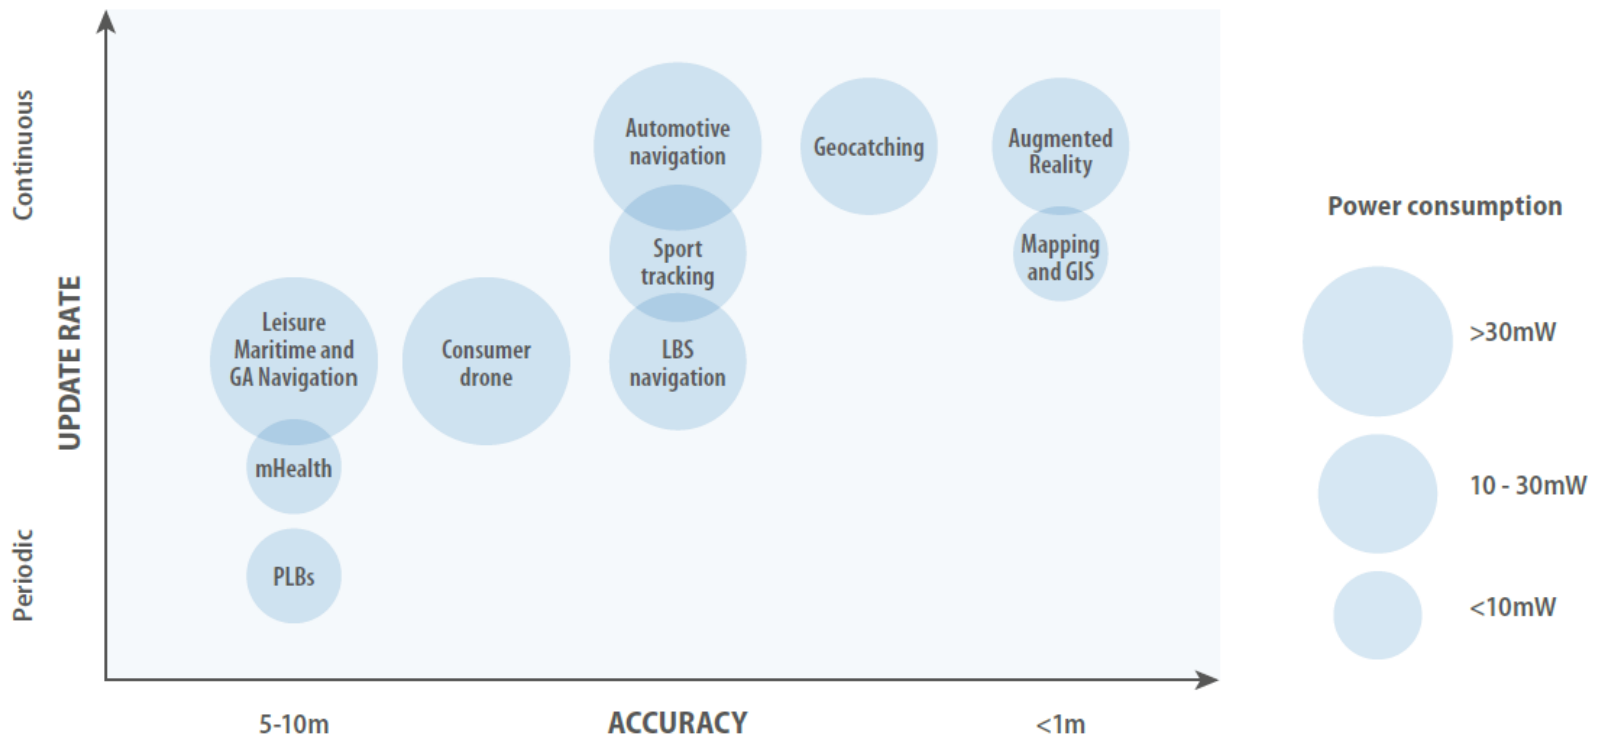 Continuous
Periodic
UPDATE RATE
Automotive
navigation
Geocatching
Augmented
Reality
Sport
tracking
Mapping
and GIS
Leisure
Maritime and
GA Navigation
Consumer
drone
LBS
navigation
mHealth
PLBs
5-10m
ACCURACY
<1m
Power consumption
>30mW
10 - 30mW
<10mW